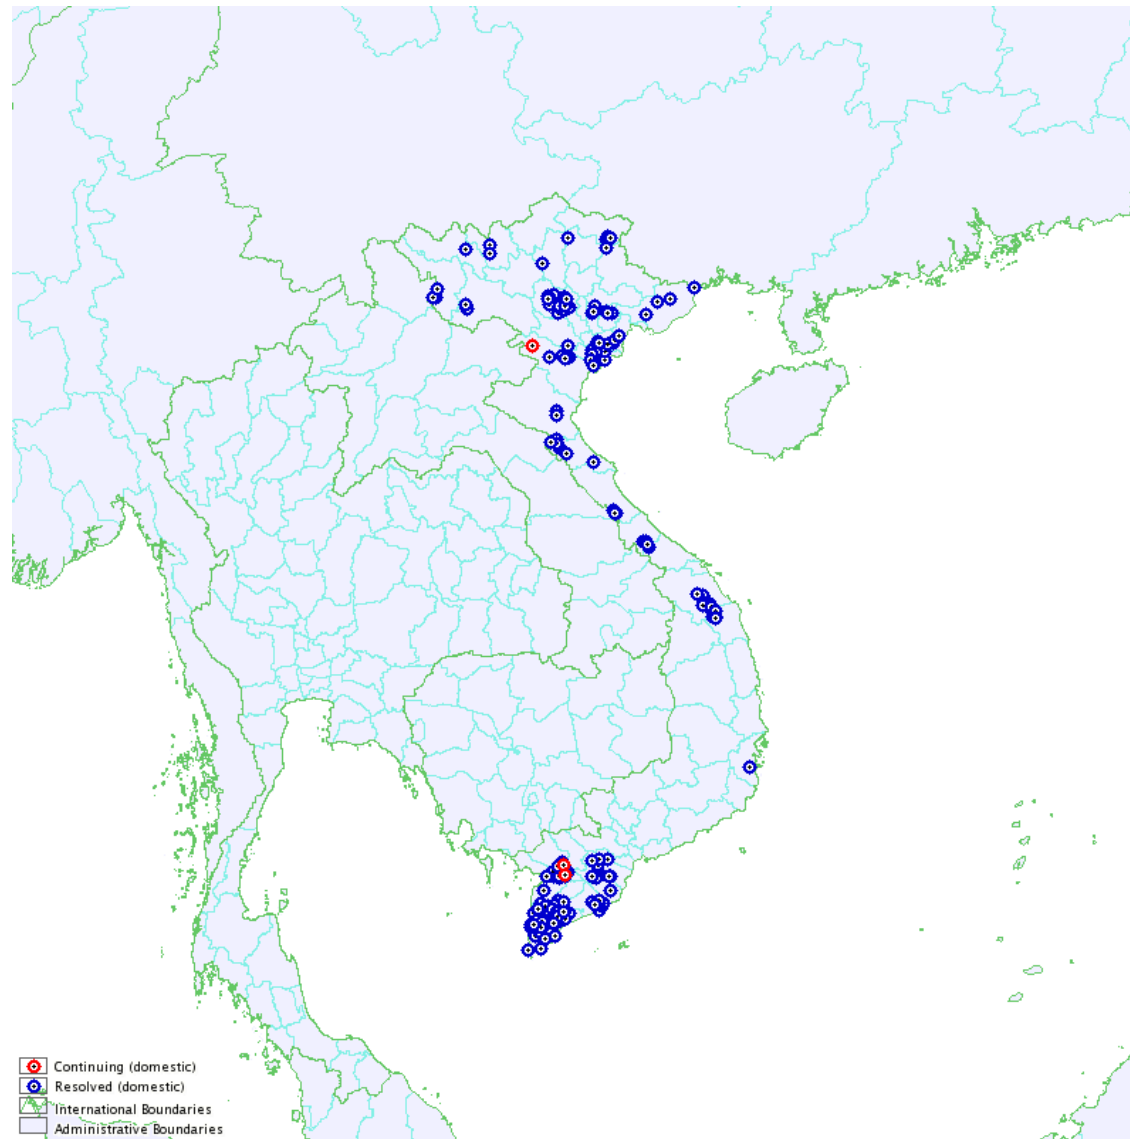 Continuing (domestic)
Resolved (domestic)
International Boundaries
Administrative Boundaries